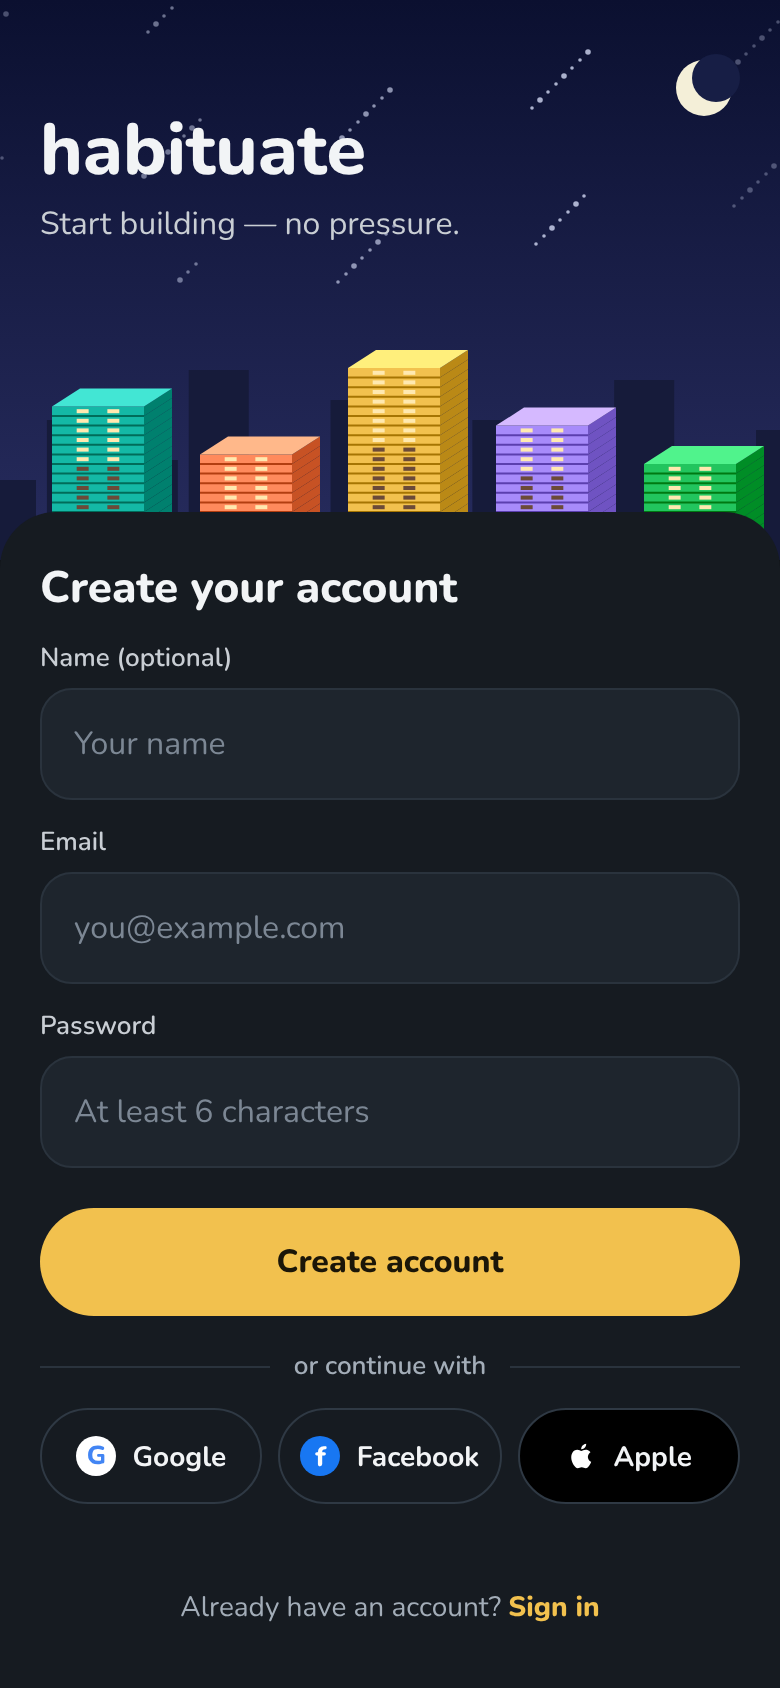 habituate
Start building — no pressure.
Create your account
Name (optional)
Your name
Email
you@example.com
Password
At least 6 characters
Create account
or continue with
G Google
f Facebook
Apple
Already have an account? Sign in